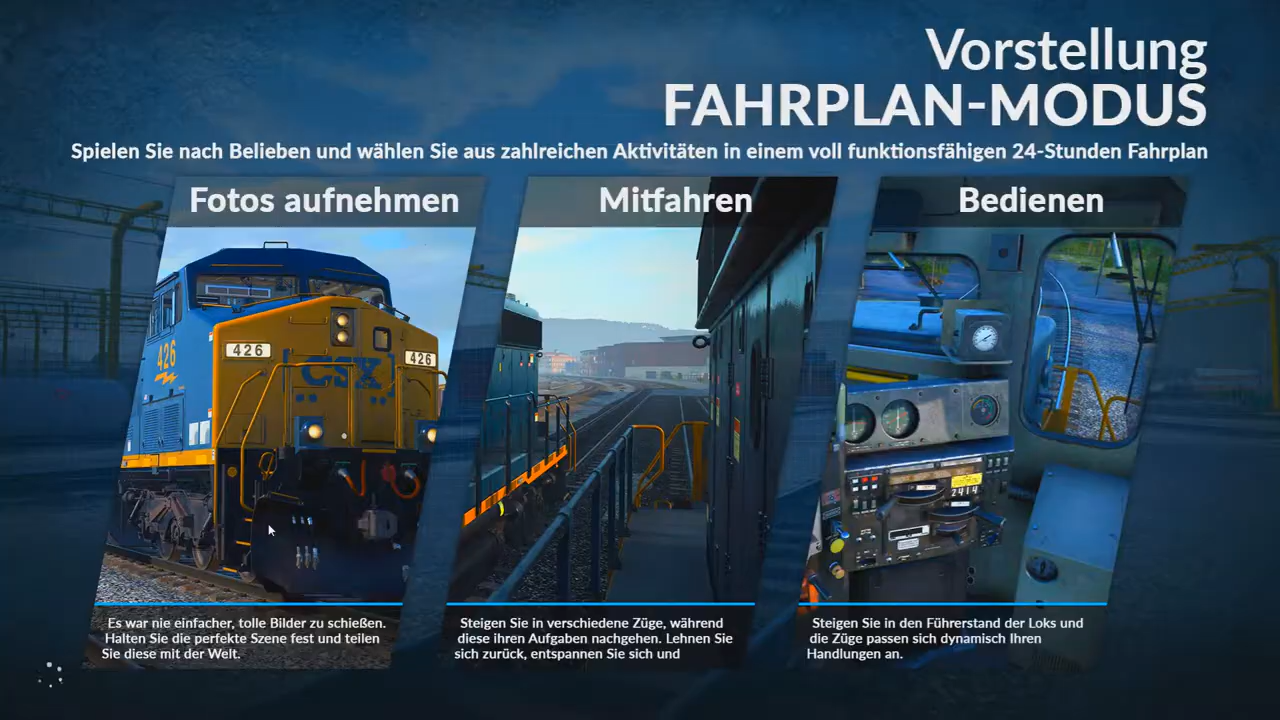 Vorstellung
FAHRPLAN-MODUS
Spielen Sie nach Belieben und wählen Sie aus zahlreichen Aktivitäten in einem voll funktionsfähigen 24-Stunden Fahrplan
Fotos aufnehmen
Mitfahren
Bedienen
426
426
426
CSX
2414
Es war nie einfacher, tolle Bilder zu schießen.
Halten Sie die perfekte Szene fest und teilen
Sie diese mit der Welt.
Steigen Sie in verschiedene Züge, während
diese ihren Aufgaben nachgehen. Lehnen Sie
sich zurück, entspannen Sie sich und
Steigen Sie in den Führerstand der Loks und
die Züge passen sich dynamisch Ihren
Handlungen an.